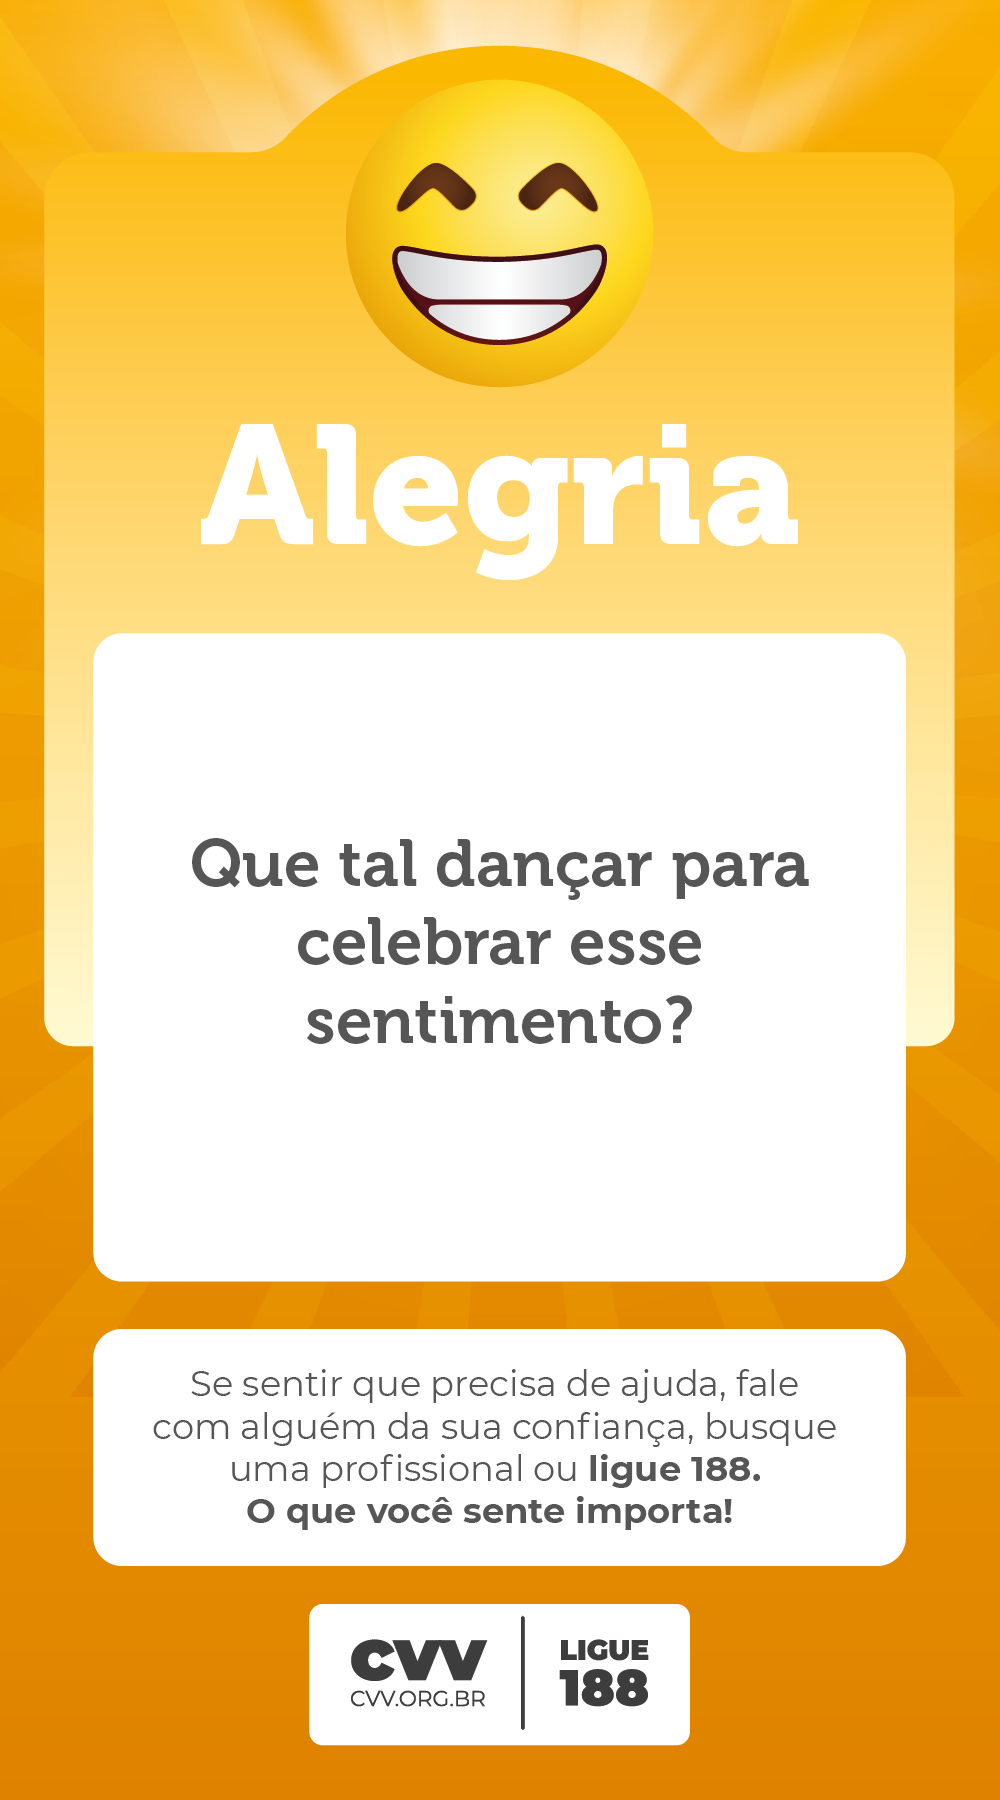 Alegria
Que tal dançar para
celebrar esse
sentimento?
Se sentir que precisa de ajuda, fale
com alguém da sua confiança, busque
uma profissional ou ligue 188.
O que você sente importa!
CVV
CVV.ORG.BR
LIGUE
188